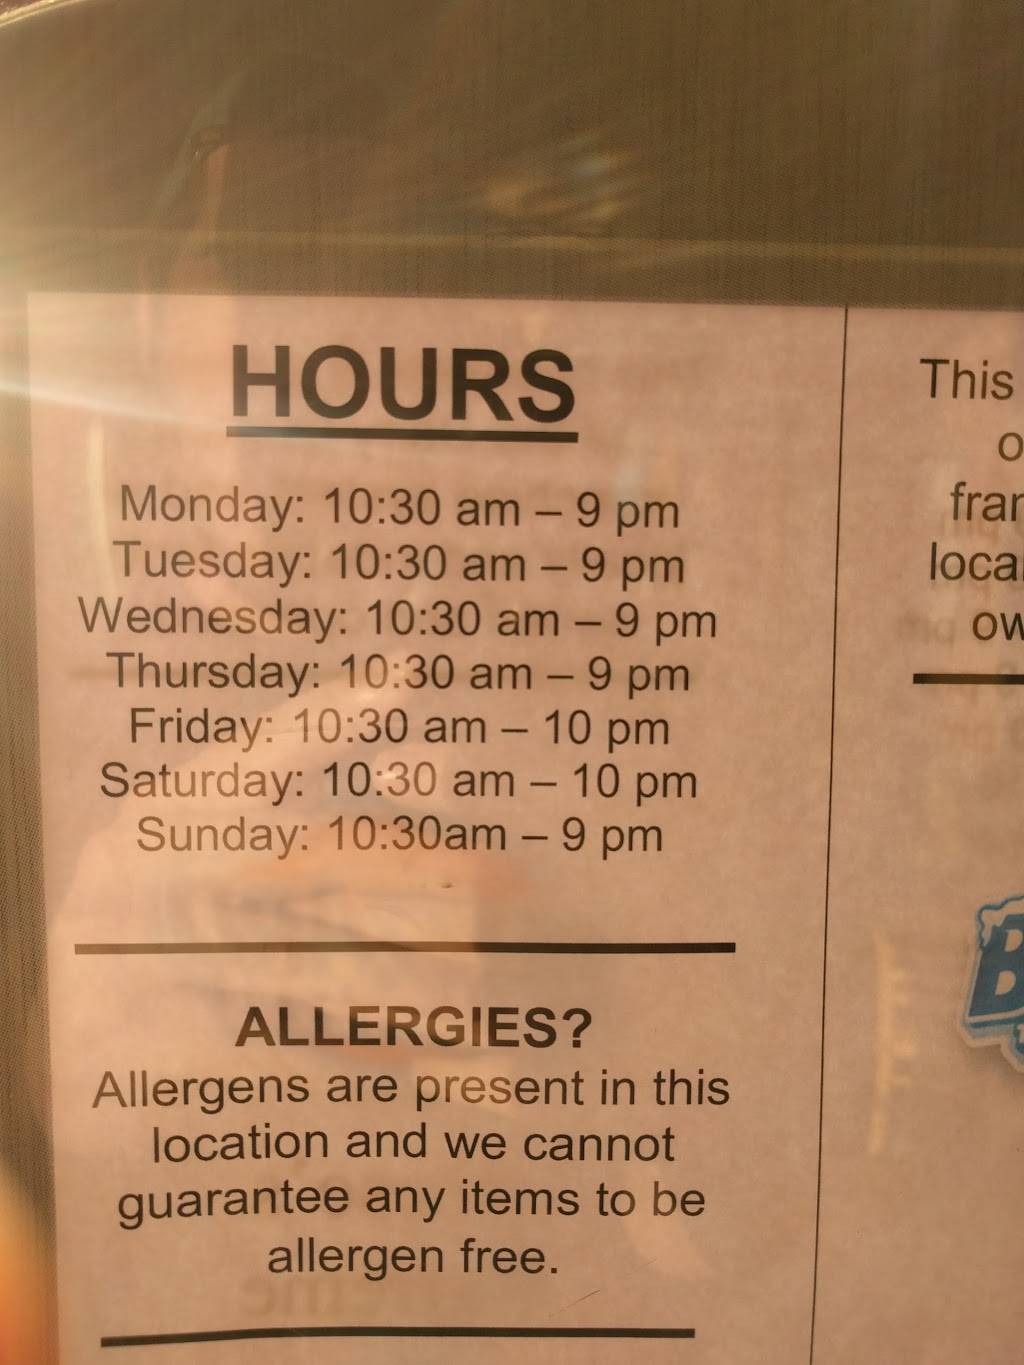 HOURS
Monday: 10:30 am – 9 pm
Tuesday: 10:30 am – 9 pm
Wednesday: 10:30 am – 9 pm
Thursday: 10:30 am – 9 pm
Friday: 10:30 am – 10 pm
Saturday: 10:30 am – 10 pm
Sunday: 10:30am – 9 pm
ALLERGIES?
Allergens are present in this
location and we cannot
guarantee any items to be
allergen free.
This